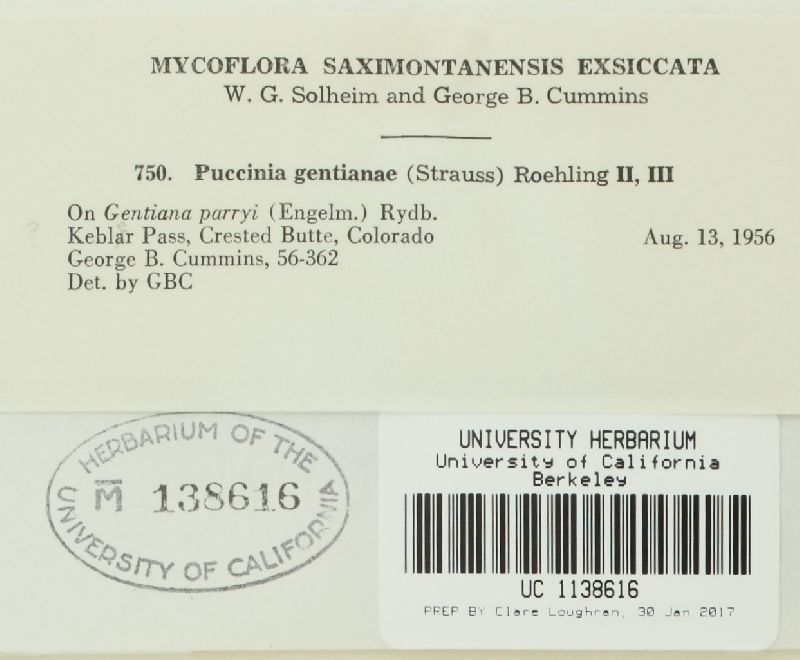 MYCOFLORA SAXIMONTANENSIS EXSICCATA
W. G. Solheim and George B. Cummins
750. Puccinia gentianae (Strauss) Roehling II, III
On Gentiana parryi (Engelm.) Rydb.
Keblar Pass, Crested Butte, Colorado Aug. 13, 1956
George B. Cummins, 56-362
Det. by GBC
HERBARIUM OF THE
M̅ 138616
UNIVERSITY OF CALIFORNIA
UNIVERSITY HERBARIUM
University of California
Berkeley
UC 1138616
PREP BY Clare Loughran, 30 Jan 2017